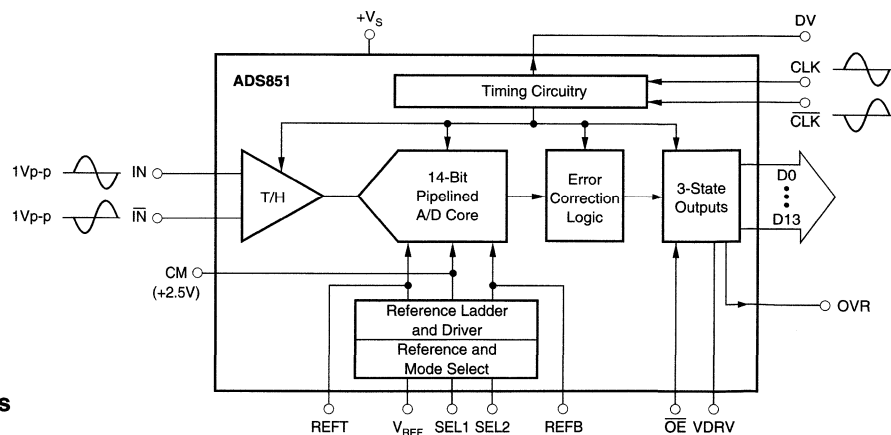 +VS
DV
ADS851
CLK
Timing Circuitry
CLK
1Vp-p IN
T/H
14-Bit
Pipelined
A/D Core
Error
Correction
Logic
3-State
Outputs
D0
D13
1Vp-p IN
CM
(+2.5V)
Reference Ladder
and Driver
Reference and
Mode Select
OVR
s
REFT VREF SEL1 SEL2 REFB OE VDRV